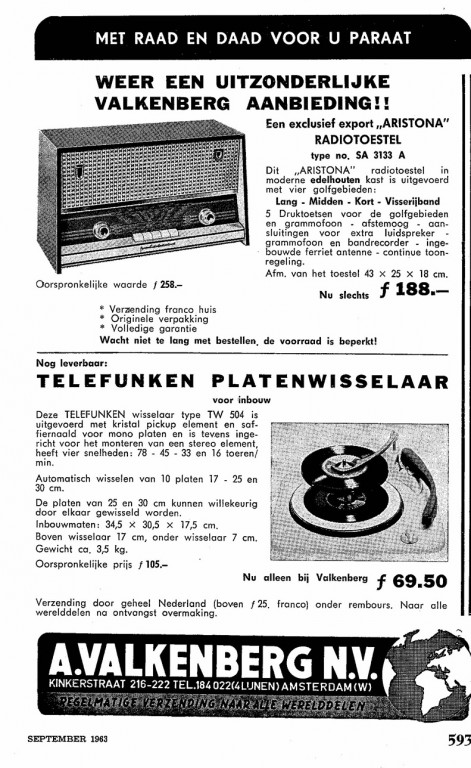 MET RAAD EN DAAD VOOR U PARAAT
WEER EEN UITZONDERLIJKE
VALKENBERG AANBIEDING!!
Een exclusief export „ARISTONA”
RADIOTOESTEL
type no. SA 3133 A
Dit „ARISTONA” radiotoestel in
moderne edelhouten kast is uitgevoerd
met vier golfgebieden:
Lang - Midden - Kort - Visserijband
5 Druktoetsen voor de golfgebieden
en grammofoon - afstemoog - aan-
sluitingen voor extra luidspreker -
grammofoon en bandrecorder - inge-
bouwde ferriet antenne - continue toon-
regeling.
Afm. van het toestel 43 × 25 × 18 cm.
Oorspronkelijke waarde ƒ 258.—
Nu slechts ƒ 188.—
* Verzending franco huis
* Originele verpakking
* Volledige garantie
Wacht niet te lang met bestellen, de voorraad is beperkt!
Nog leverbaar:
TELEFUNKEN PLATENWISSELAAR
voor inbouw
Deze TELEFUNKEN wisselaar type TW 504 is
uitgevoerd met kristal pickup element en saf-
fiernaald voor mono platen en is tevens inge-
richt voor het monteren van een stereo element,
heeft vier snelheden: 78 - 45 - 33 en 16 toeren/
min.
Automatisch wisselen van 10 platen 17 - 25 en
30 cm.
De platen van 25 en 30 cm kunnen willekeurig
door elkaar gewisseld worden.
Inbouwmaten: 34,5 × 30,5 × 17,5 cm.
Boven wisselaar 17 cm, onder wisselaar 7 cm.
Gewicht ca. 3,5 kg.
Oorspronkelijke prijs ƒ 105.—
Nu alleen bij Valkenberg ƒ 69.50
Verzending door geheel Nederland (boven ƒ 25, franco) onder rembours. Naar alle
werelddelen na ontvangst overmaking.
A.VALKENBERG N.V.
KINKERSTRAAT 216-222 TEL.184022(4 LIJNEN) AMSTERDAM(W)
REGELMATIGE VERZENDING NAAR ALLE WERELDDELEN
SEPTEMBER 1963
593